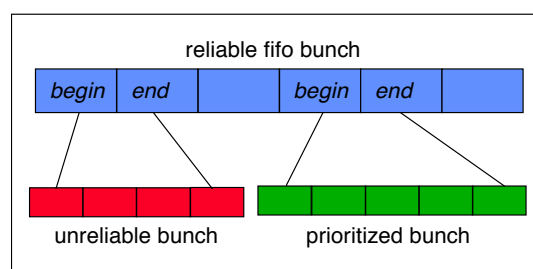 reliable fifo bunch
begin end begin end
unreliable bunch prioritized bunch